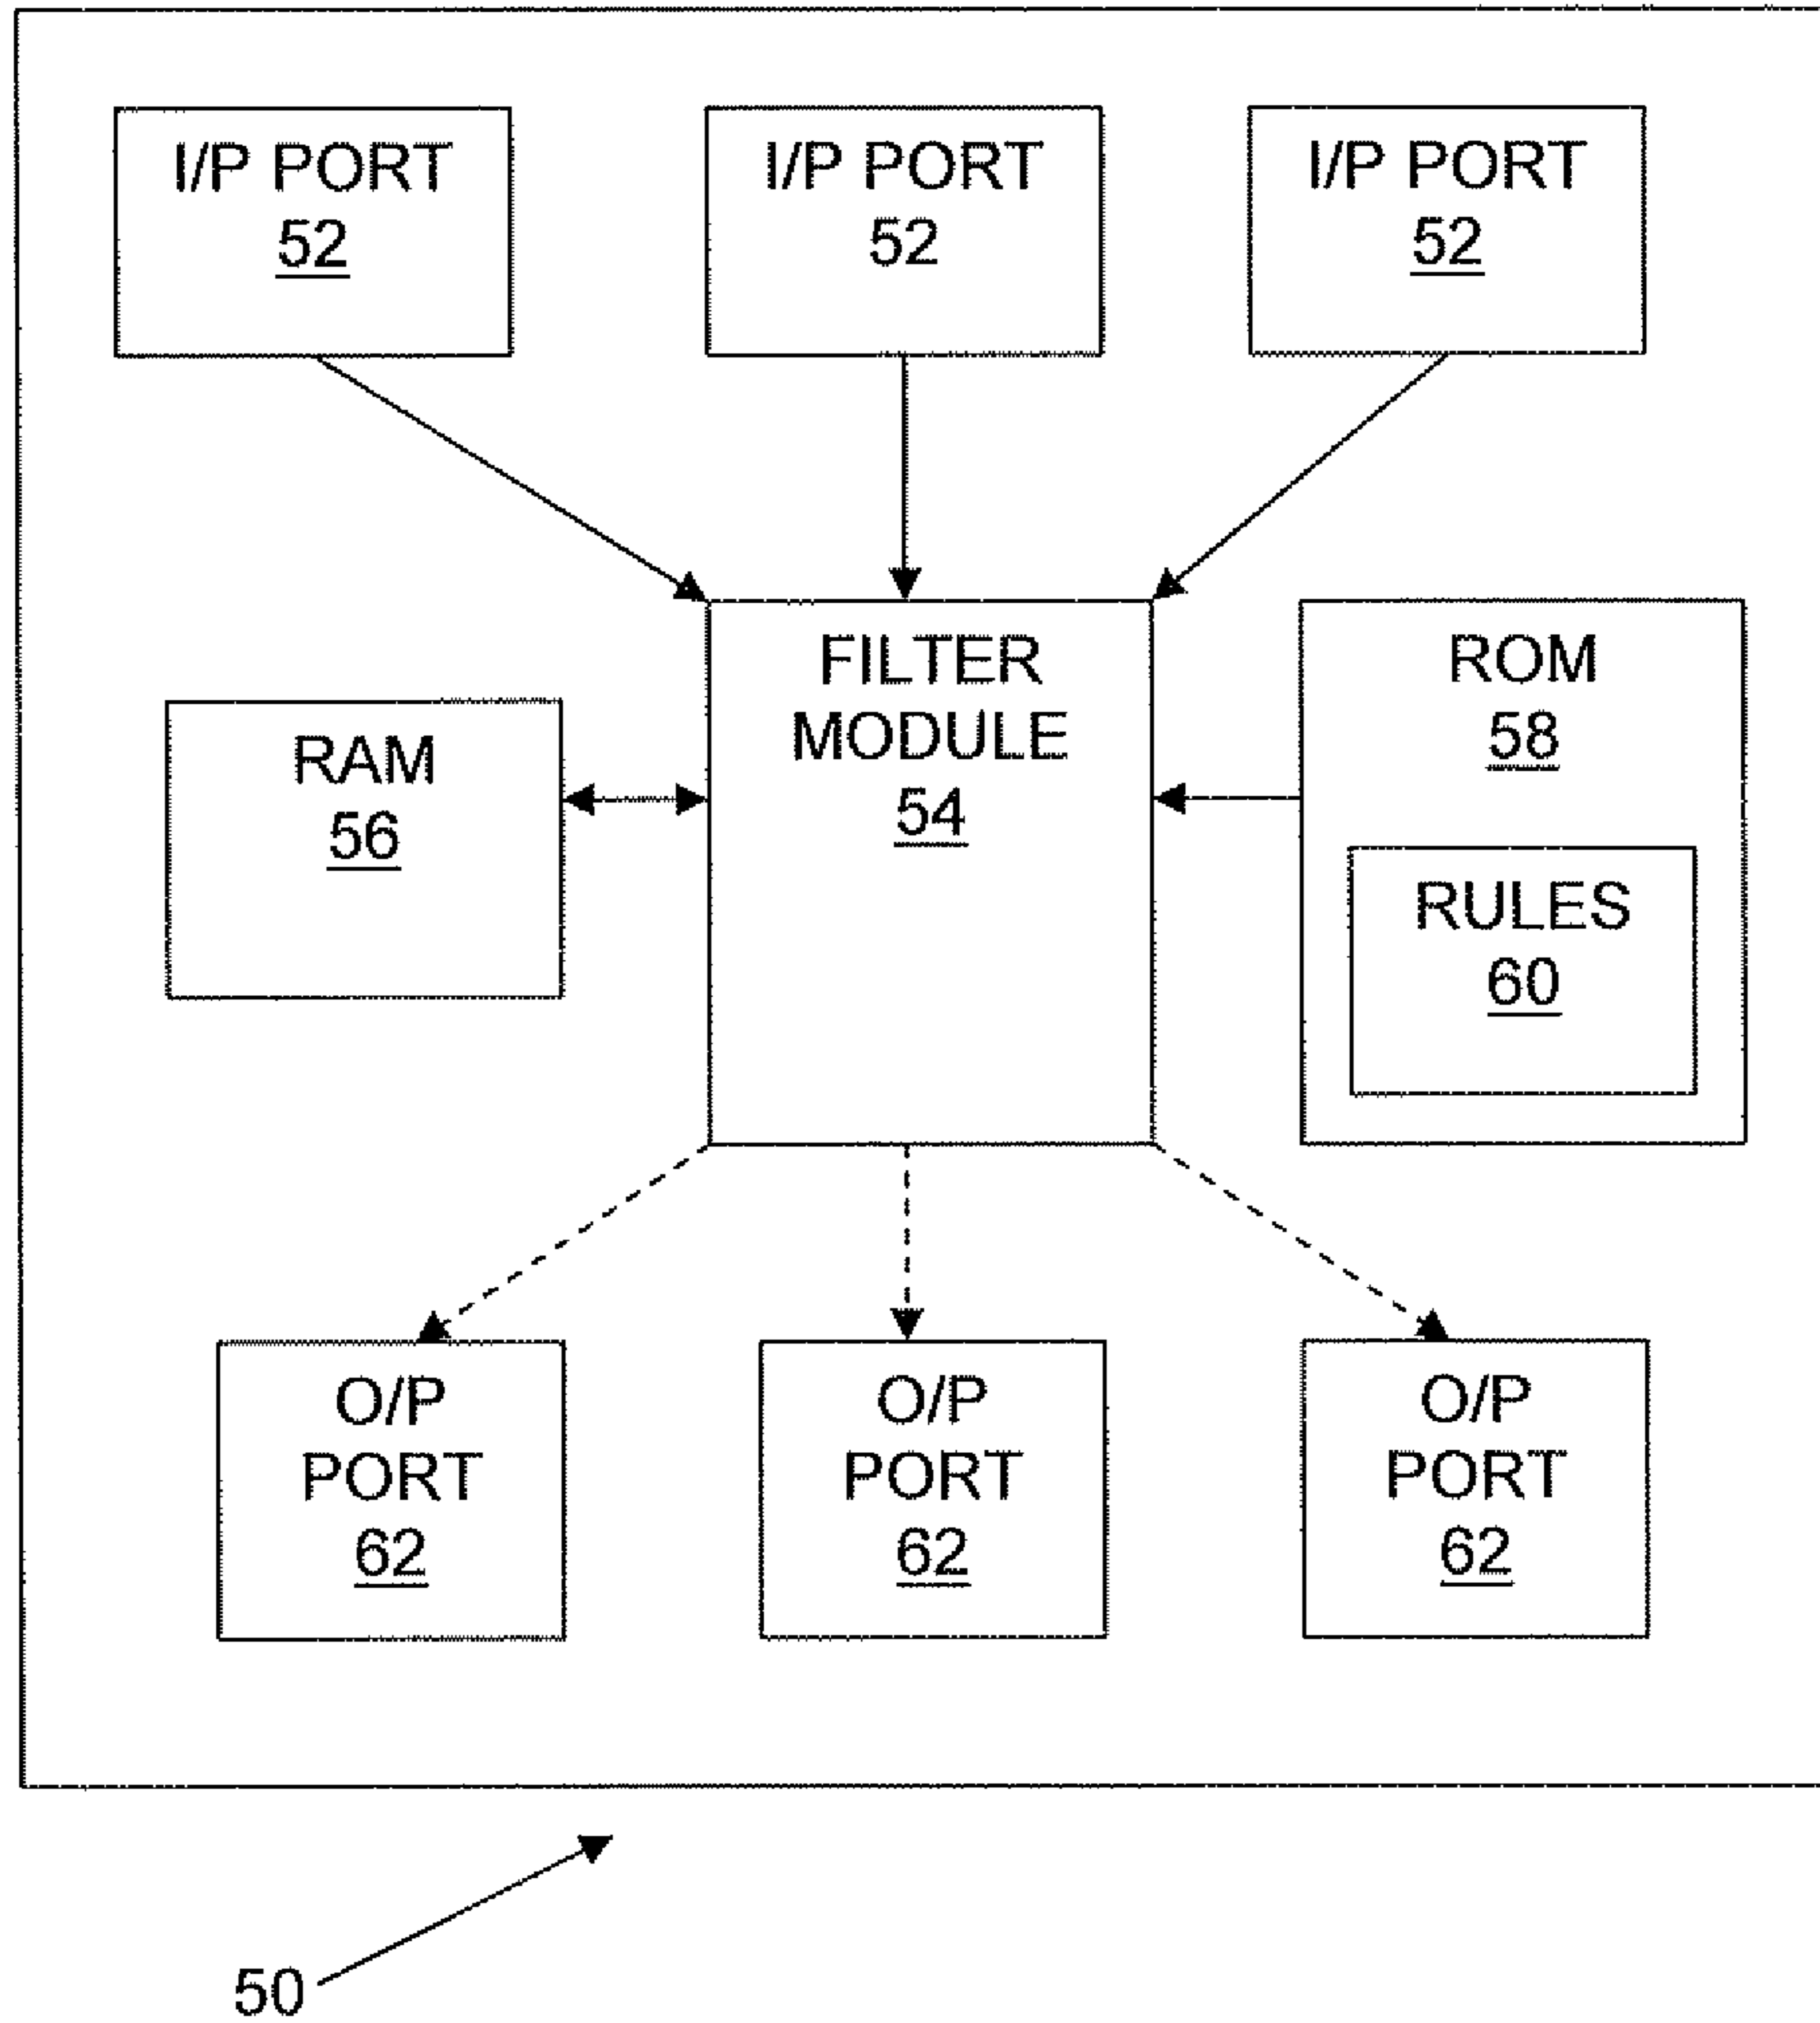 I/P PORT
52
I/P PORT
52
I/P PORT
52
FILTER
MODULE
54
ROM
58
RAM
56
RULES
60
O/P
PORT
62
O/P
PORT
62
O/P
PORT
62
50